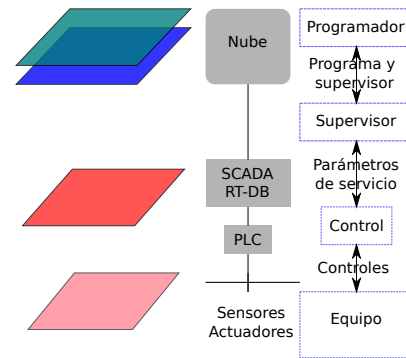 Nube
SCADA
RT-DB
PLC
Sensores
Actuadores
Programador
Programa y
supervisor
Supervisor
Parámetros
de servicio
Control
Controles
Equipo